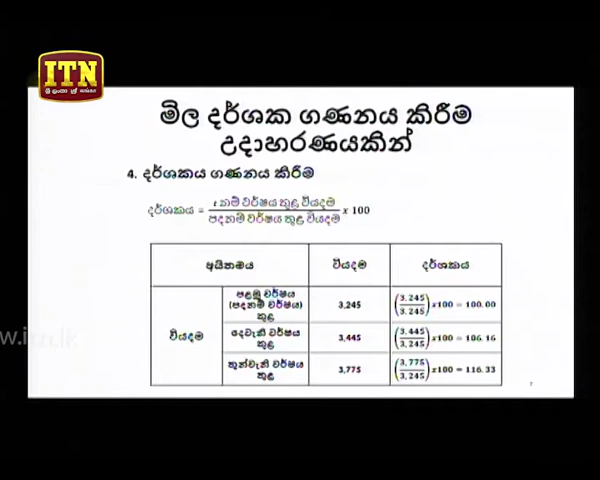 ITN
ශ්‍රී ලංකා ප්‍රථම
මිල දර්ශක ගණනය කිරීම
උදාහරණයකින්
4. දර්ශකය ගණනය කිරීම
දර්ශකය = t නම් වර්ෂය තුළ වියදම / පදනම් වර්ෂය තුළ වියදම x 100
අයිතමය වියදම දර්ශකය
වියදම
පළමු වර්ෂය
(පදනම් වර්ෂය)
තුළ
3,245 (3,245/3,245)x100 = 100.00
දෙවැනි වර්ෂය
තුළ
3,445 (3,445/3,245)x100 = 106.16
තුන්වැනි වර්ෂය
තුළ
3,775 (3,775/3,245)x100 = 116.33
w.itn.lk
7